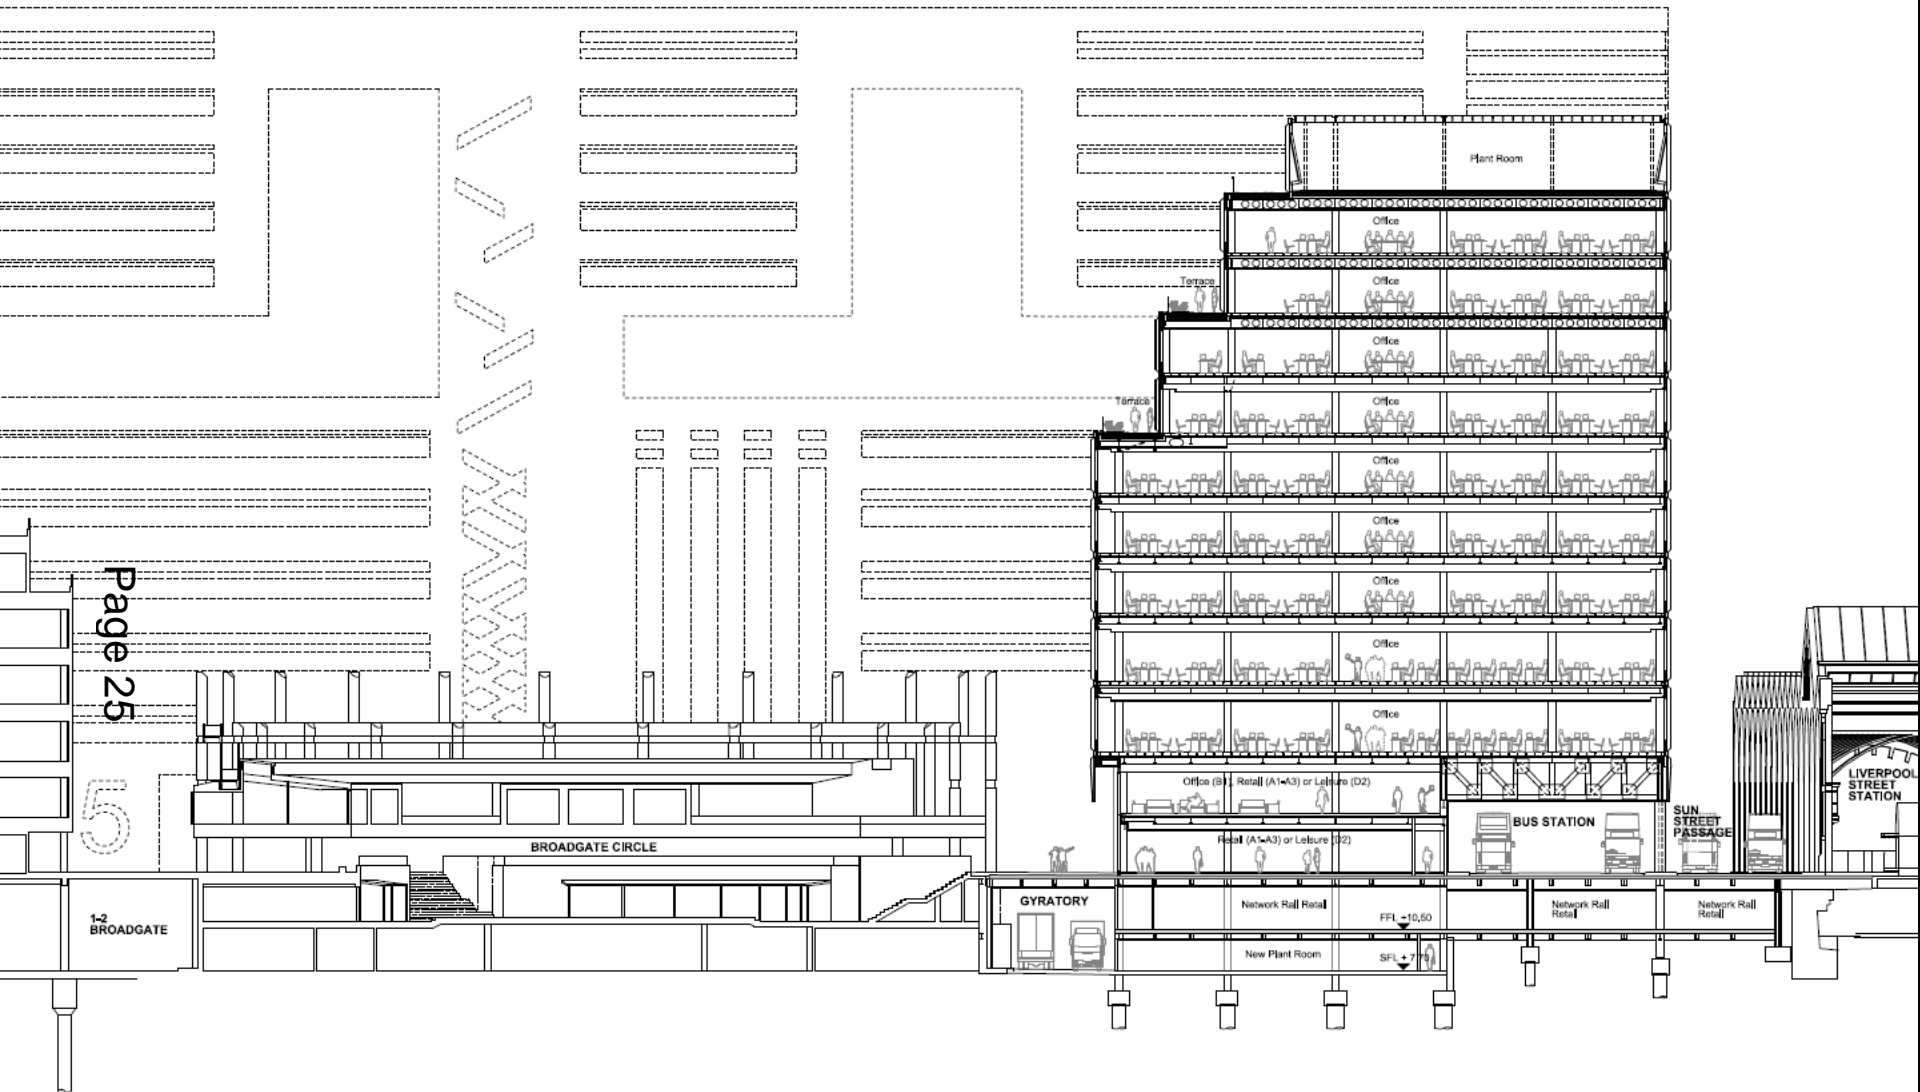 Plant Room
Office
Terrace
Office
Office
Terrace
Office
Office
Office
Office
Office
Office
Office (B1), Retail (A1-A3) or Leisure (D2)
Retail (A1-A3) or Leisure (D2)
BUS STATION
SUN
STREET
PASSAGE
LIVERPOOL
STREET
STATION
Page 25
5
BROADGATE CIRCLE
1-2
BROADGATE
GYRATORY
Network Rail Retail
FFL +10,50
Network Rail
Retail
Network Rail
Retail
New Plant Room